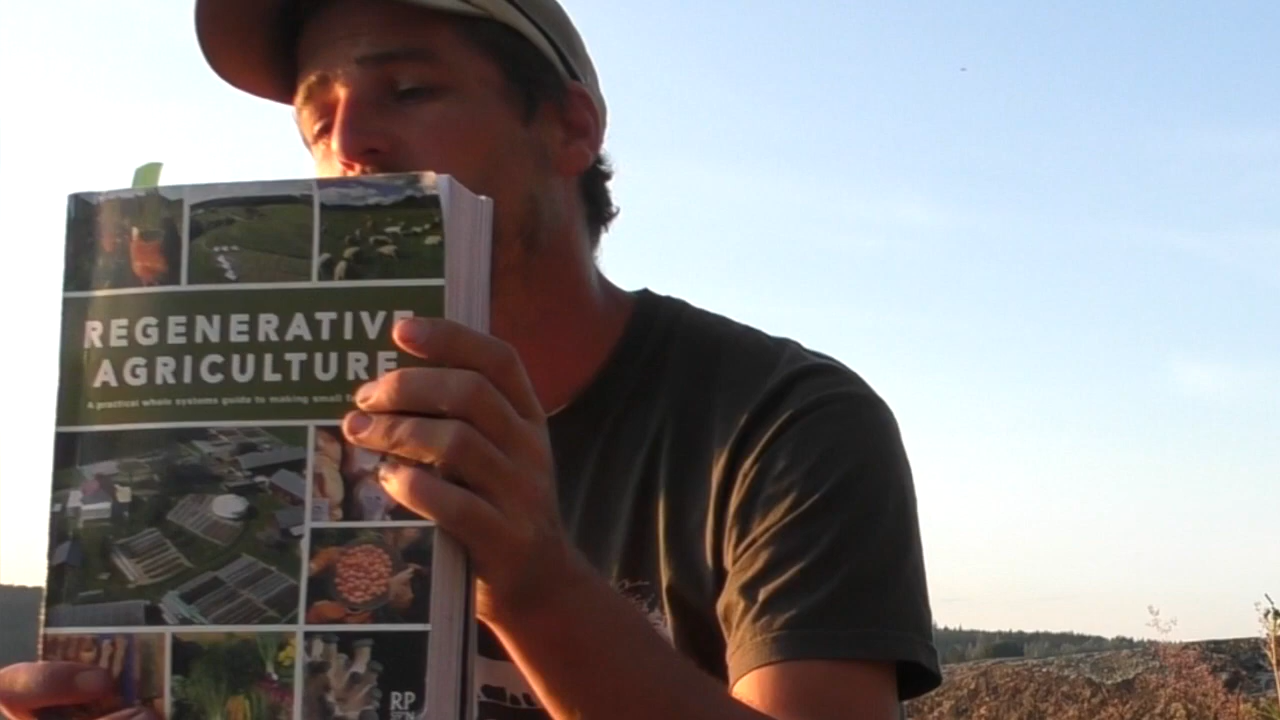 REGENERATIVE
AGRICULTURE
A practical whole systems guide to making small
RP